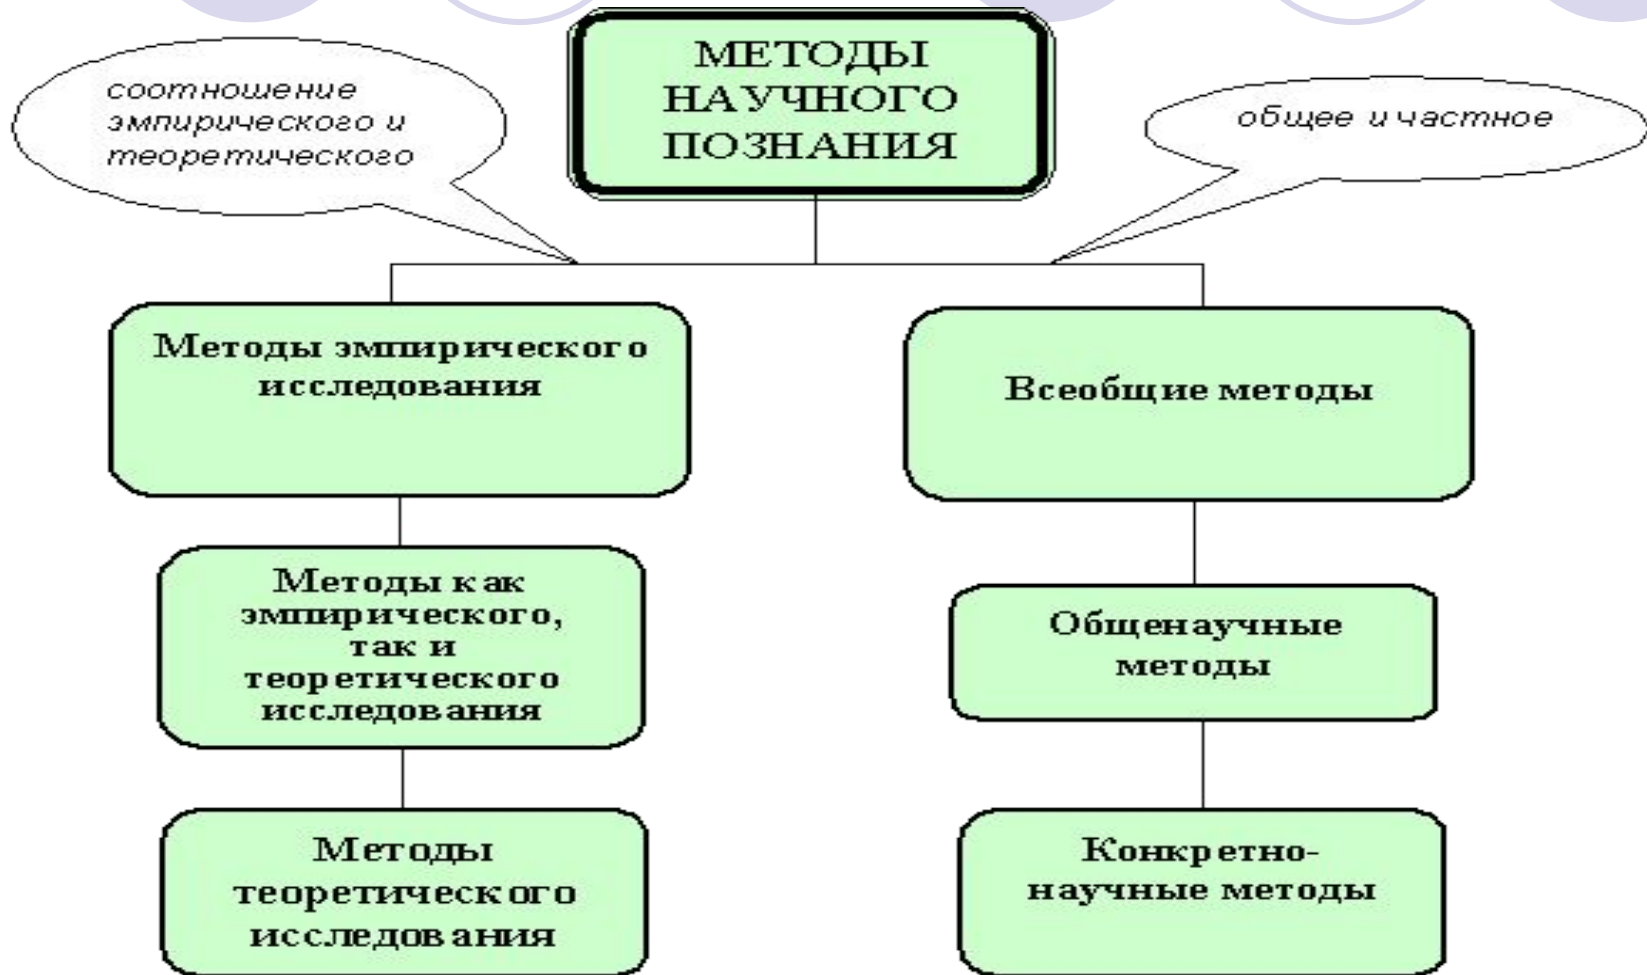 МЕТОДЫ
НАУЧНОГО
ПОЗНАНИЯ
соотношение
эмпирического и
теоретического
общее и частное
Методы эмпирического
исследования
Методы как
эмпирического,
так и
теоретического
исследования
Методы
теоретического
исследования
Всеобщие методы
Общенаучные
методы
Конкретно-
научные методы